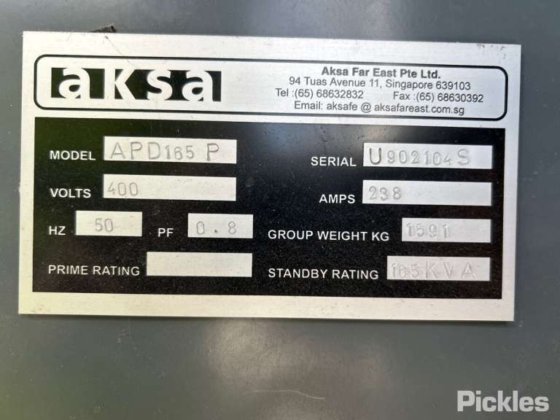 aksa
Aksa Far East Pte Ltd.
94 Tuas Avenue 11, Singapore 639103
Tel :(65) 68632832 Fax :(65) 68630392
Email: aksafe @ aksafareast.com.sg
MODEL APD165 P SERIAL U902104S
VOLTS 400 AMPS 238
HZ 50 PF 0.8 GROUP WEIGHT KG 1591
PRIME RATING STANDBY RATING 165KVA
Pickles